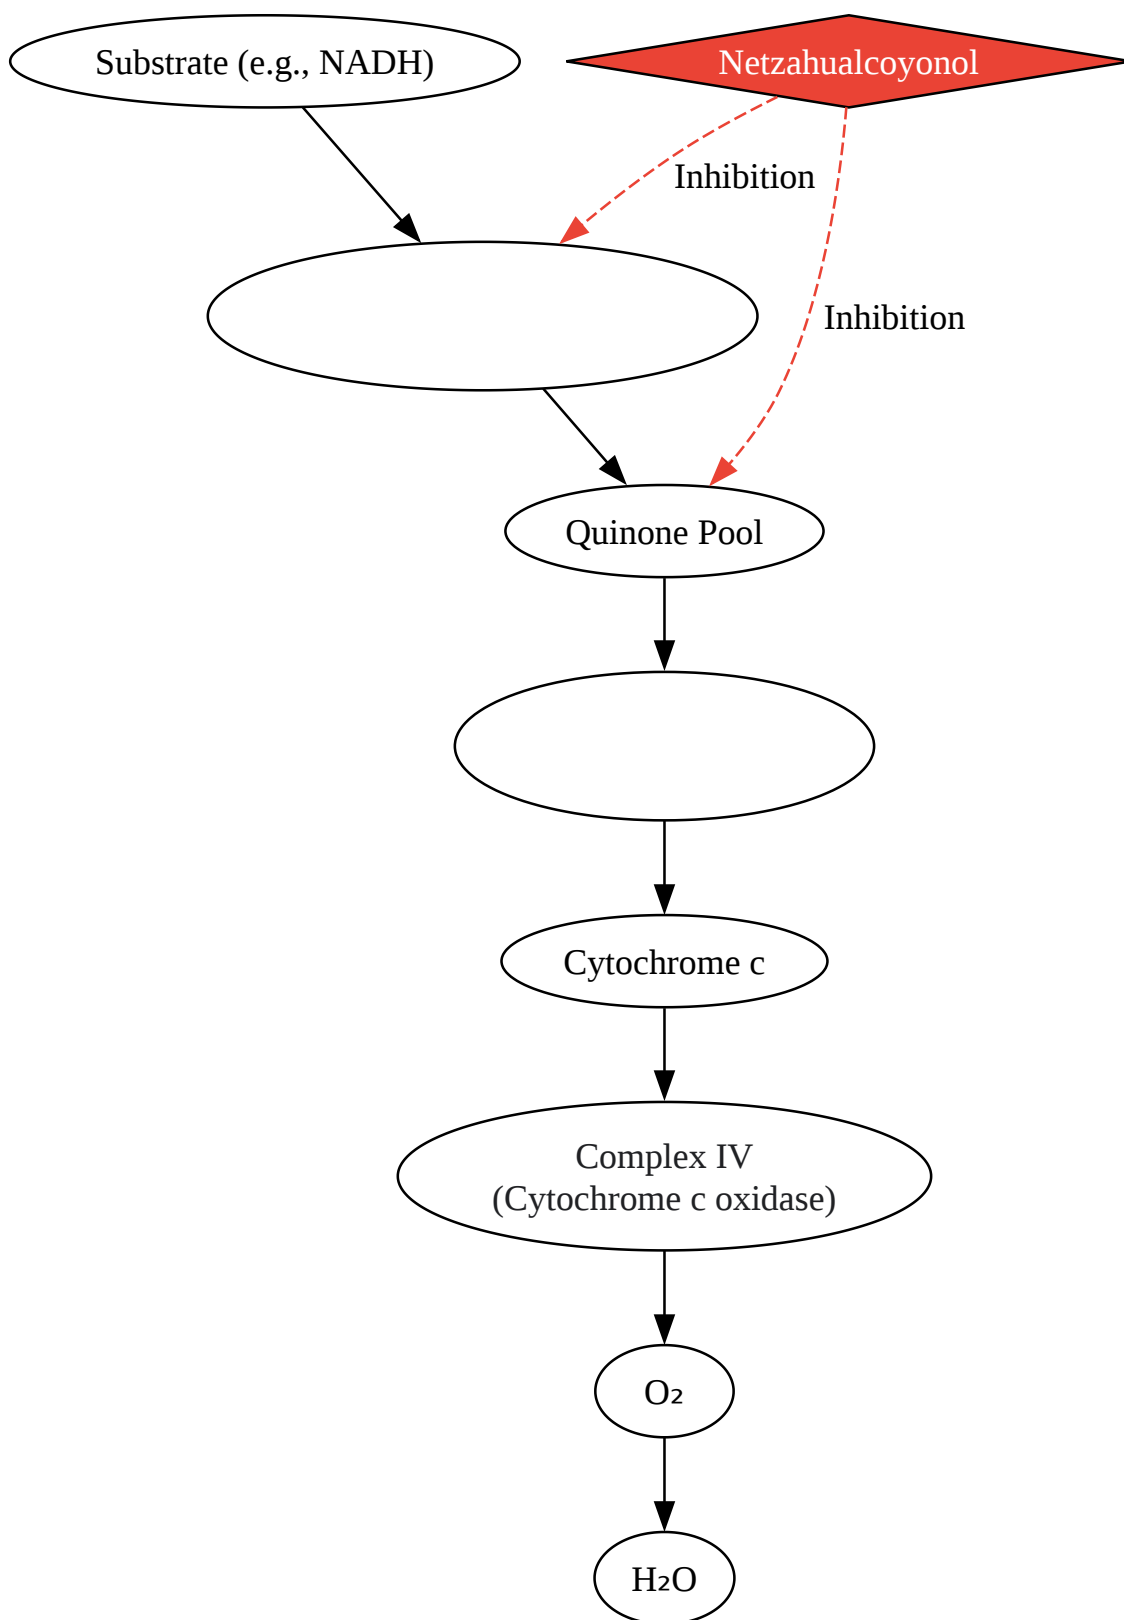 Substrate (e.g., NADH)
Netzahualcoyonol
Inhibition
Inhibition
Quinone Pool
Cytochrome c
Complex IV
(Cytochrome c oxidase)
O₂
H₂O